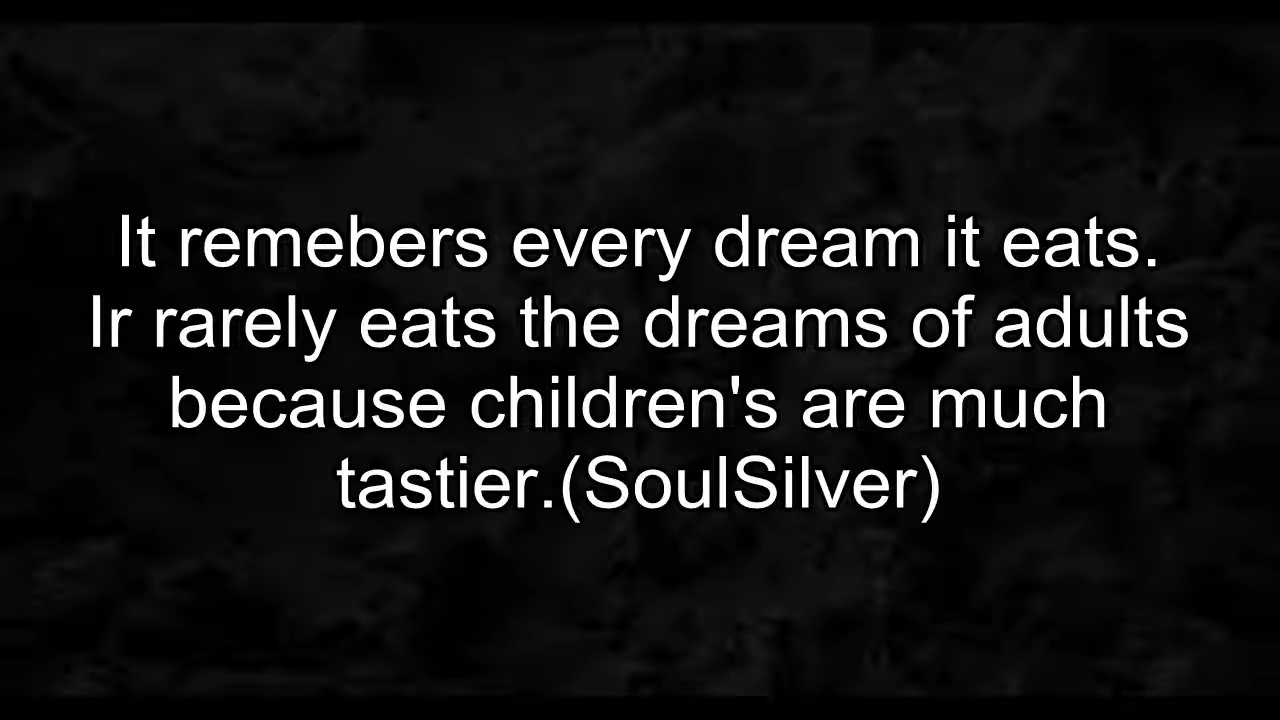 It remebers every dream it eats.
Ir rarely eats the dreams of adults
because children's are much
tastier.(SoulSilver)